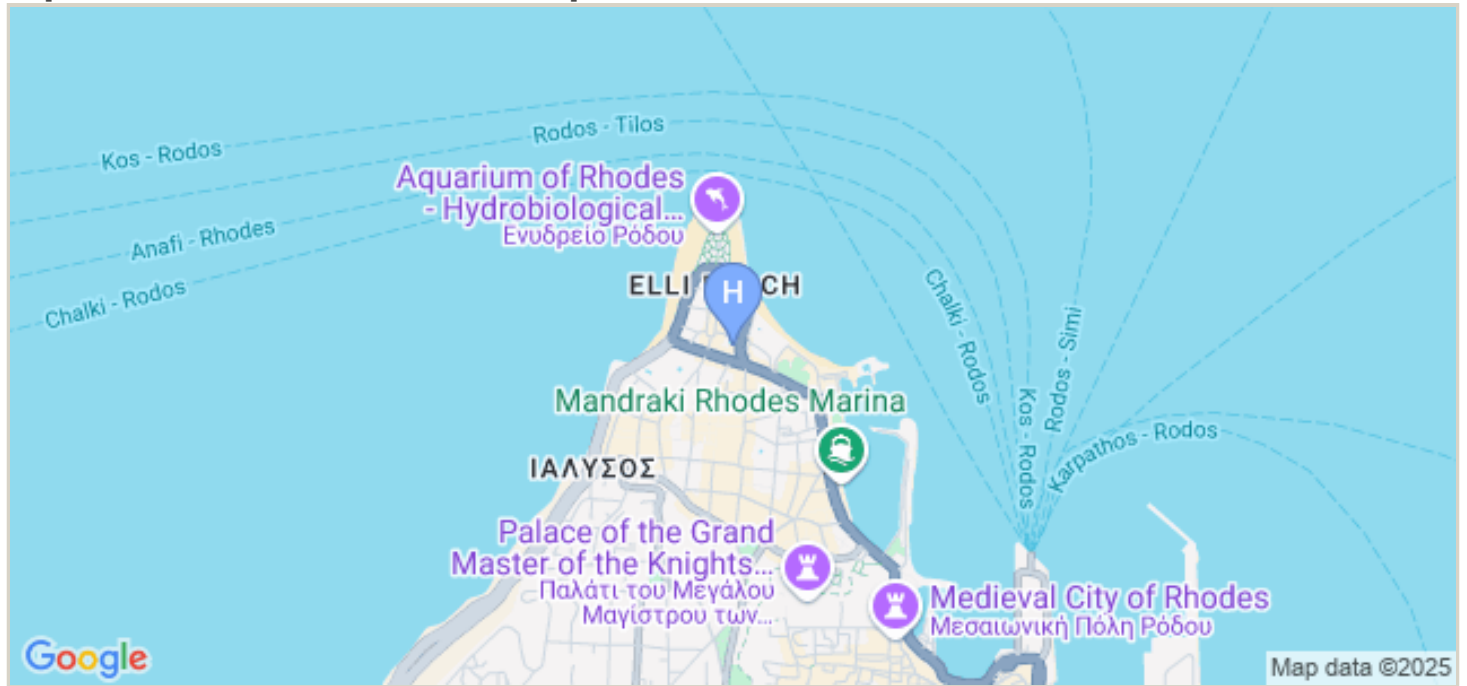 Kos - Rodos
Rodos - Tilos
Aquarium of Rhodes
- Hydrobiological...
Ενυδρείο Ρόδου
Anafi - Rhodes
Chalki - Rodos
ELLI CH
H
Chalki - Rodos
Kos - Rodos
Rodos - Simi
Karpathos - Rodos
Mandraki Rhodes Marina
ΙΑΛΥΣΟΣ
Palace of the Grand
Master of the Knights...
Παλάτι του Μεγάλου
Μαγίστρου των...
Medieval City of Rhodes
Μεσαιωνική Πόλη Ρόδου
Google
Map data ©2025